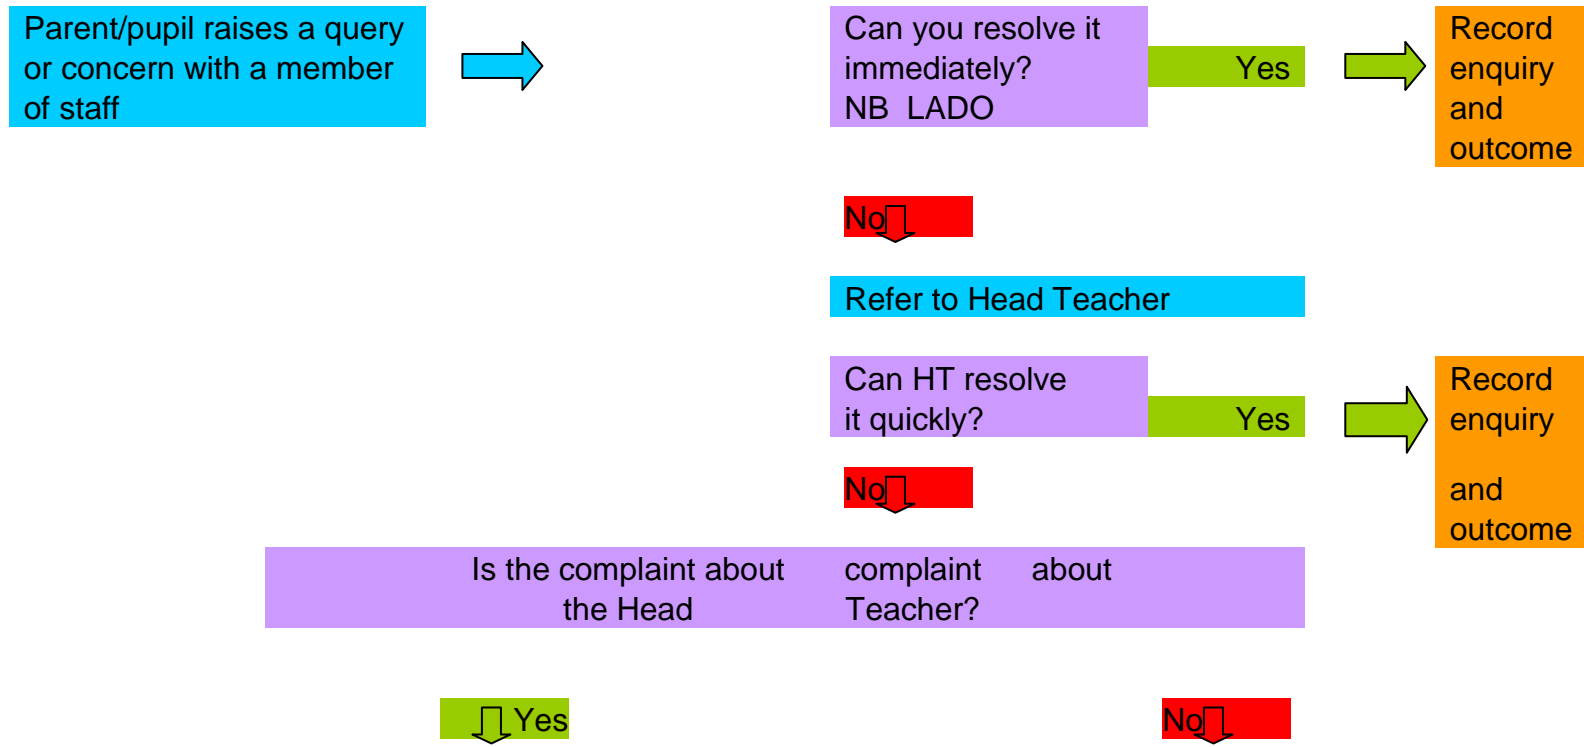 Parent/pupil raises a query
or concern with a member
of staff
Can you resolve it
immediately?
NB LADO
Yes
Record
enquiry
and
outcome
No
Refer to Head Teacher
Can HT resolve
it quickly?
Yes
Record
enquiry
and
outcome
No
Is the complaint about complaint about
the Head Teacher?
Yes
No